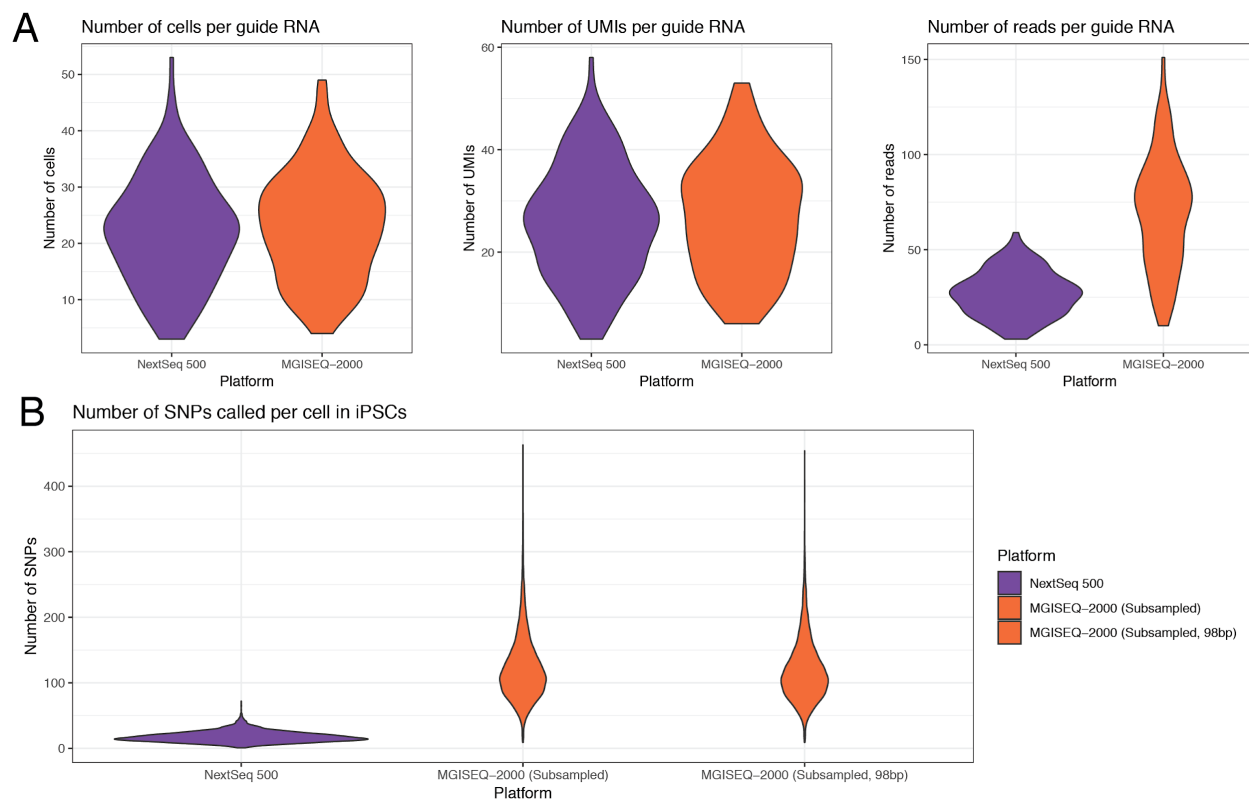 A
Number of cells per guide RNA
Number of cells
50
40
30
20
10
NextSeq 500 MGISEQ−2000
Platform
Number of UMIs per guide RNA
Number of UMIs
60
40
20
NextSeq 500 MGISEQ−2000
Platform
Number of reads per guide RNA
Number of reads
150
100
50
0
NextSeq 500 MGISEQ−2000
Platform
B
Number of SNPs called per cell in iPSCs
Number of SNPs
400
300
200
100
0
NextSeq 500 MGISEQ−2000 (Subsampled) MGISEQ−2000 (Subsampled, 98bp)
Platform
Platform
NextSeq 500
MGISEQ−2000 (Subsampled)
MGISEQ−2000 (Subsampled, 98bp)